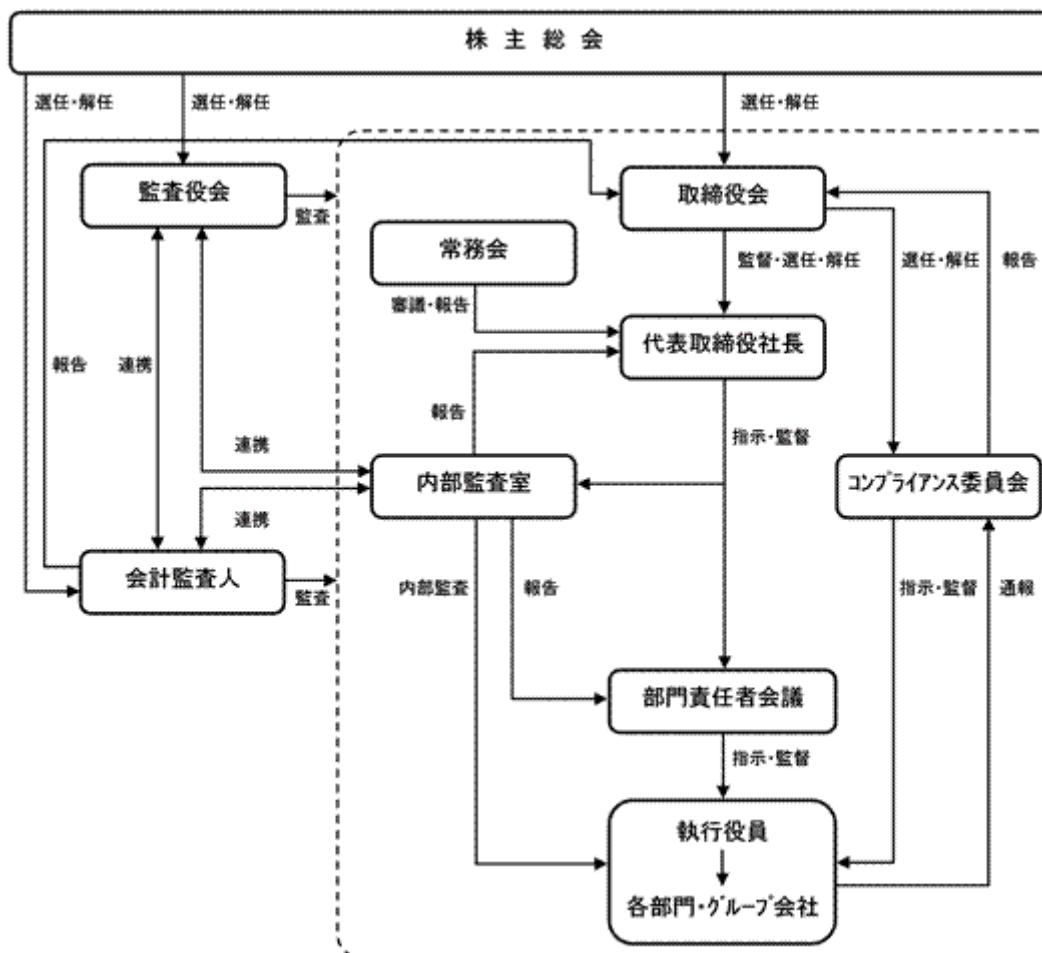 株 主 総 会
選任・解任
選任・解任
選任・解任
監査役会
監査
取締役会
常務会
審議・報告
監督・選任・解任
選任・解任
報告
代表取締役社長
報告
連携
報告
指示・監督
連携
内部監査室
コンプライアンス委員会
連携
会計監査人
監査
内部監査
報告
指示・監督
通報
部門責任者会議
指示・監督
執行役員
各部門・グループ会社